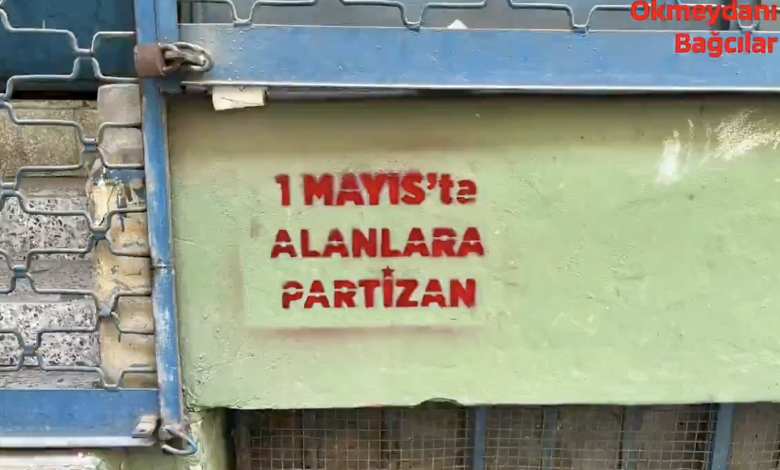 Okmeydanı
Bağcılar
1 MAYIS'ta
ALANLARA
PARTİZAN